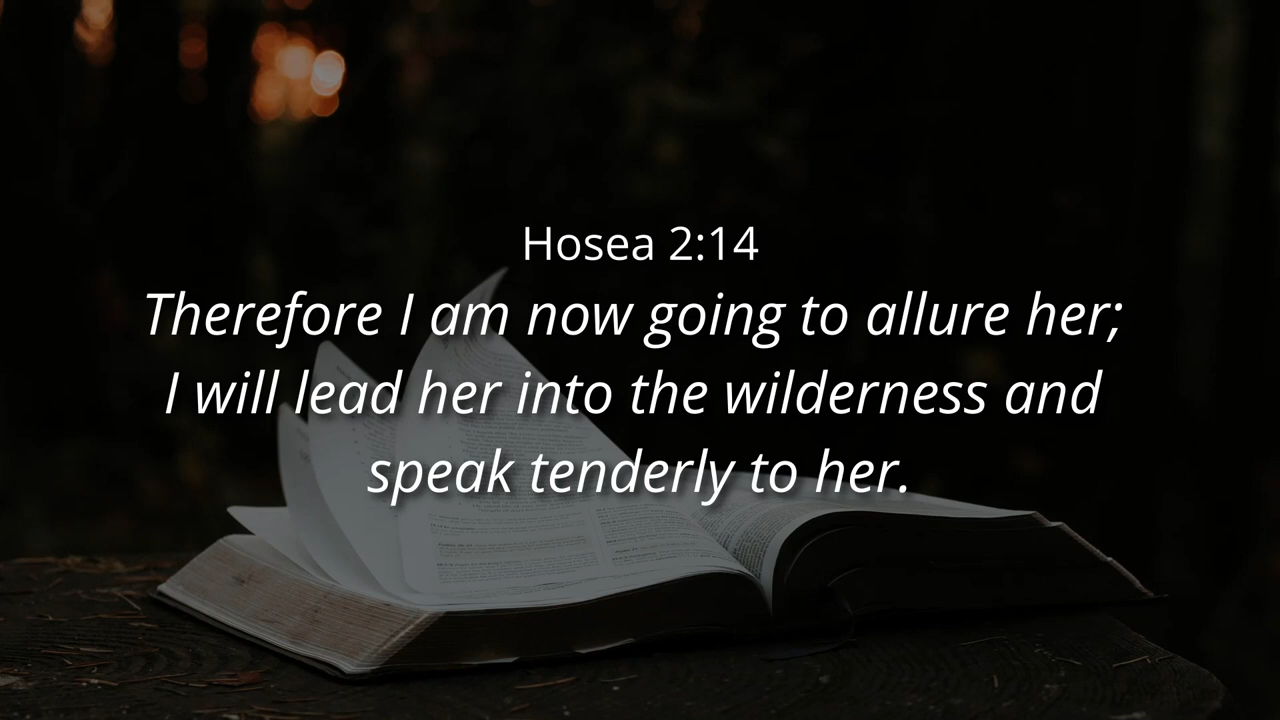 Hosea 2:14
Therefore I am now going to allure her;
I will lead her into the wilderness and
speak tenderly to her.